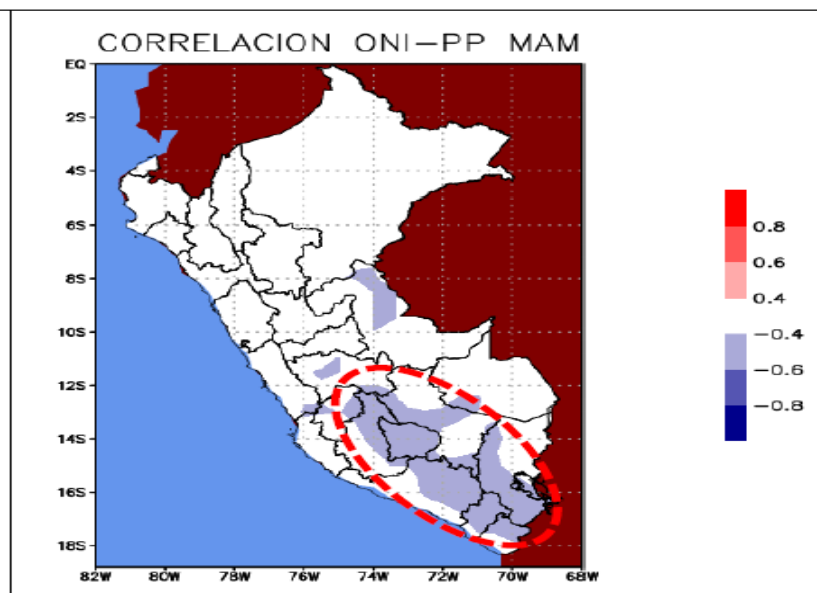 CORRELACION ONI-PP MAM
EQ
2S
4S
6S
8S
10S
12S
14S
16S
18S
82W 80W 78W 76W 74W 72W 70W 68W
0.8
0.6
0.4
-0.4
-0.6
-0.8